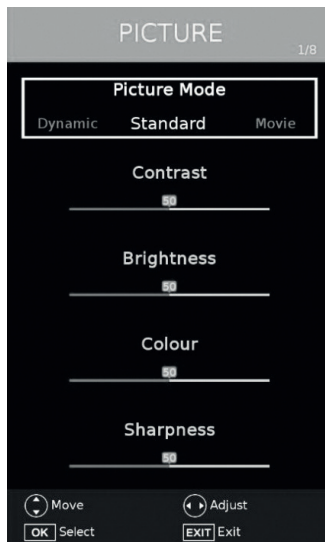 PICTURE
1/8
Picture Mode
Dynamic Standard Movie
Contrast
50
Brightness
50
Colour
50
Sharpness
50
Move Adjust
OK Select EXIT Exit